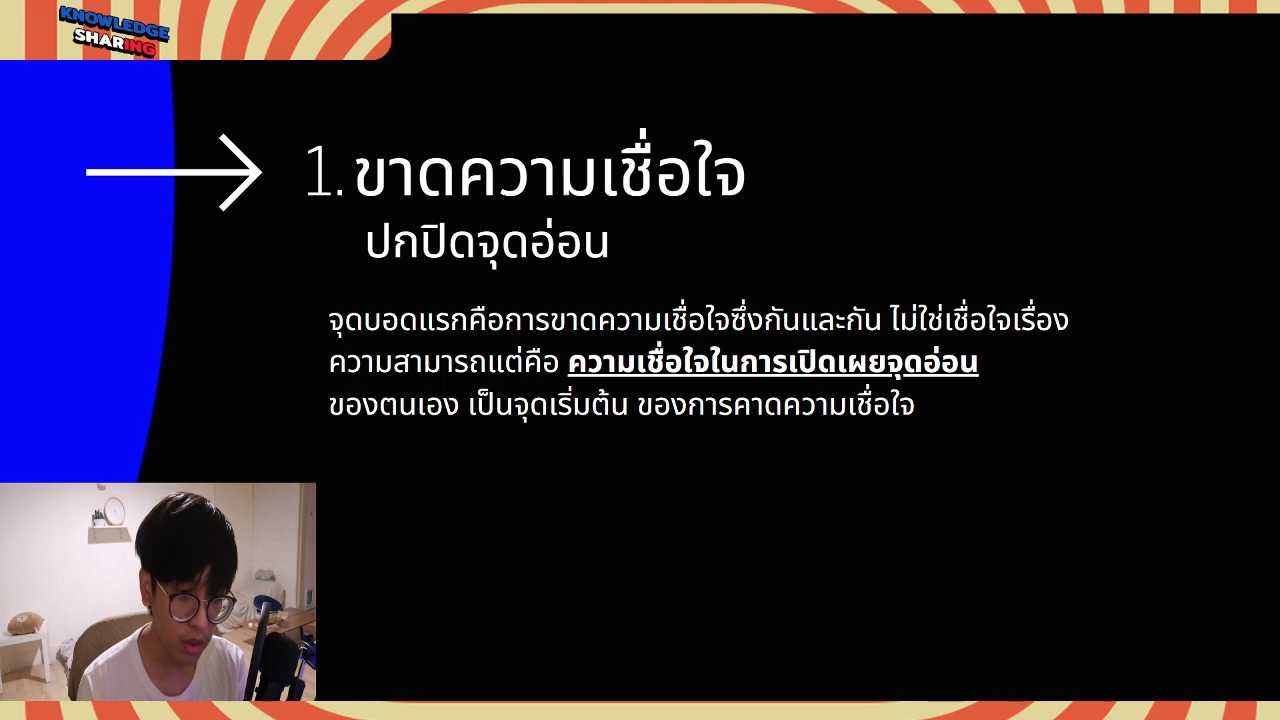 KNOWLEDGE
SHARING
1. ขาดความเชื่อใจ
ปกปิดจุดอ่อน
จุดบอดแรกคือการขาดความเชื่อใจซึ่งกันและกัน ไม่ใช่เชื่อใจเรื่อง
ความสามารถแต่คือ ความเชื่อใจในการเปิดเผยจุดอ่อน
ของตนเอง เป็นจุดเริ่มต้น ของการคาดความเชื่อใจ